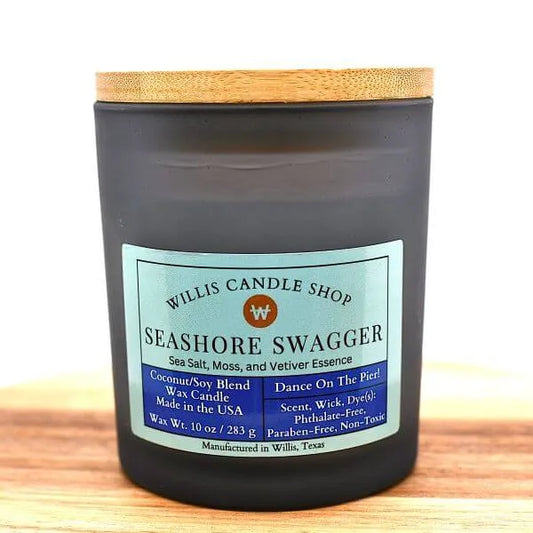 WILLIS CANDLE SHOP
W
SEASHORE SWAGGER
Sea Salt, Moss, and Vetiver Essence
Coconut/Soy Blend
Wax Candle
Made in the USA
Wax Wt. 10 oz / 283 g
Dance On The Pier!
Scent, Wick, Dye(s):
Phthalate-Free,
Paraben-Free, Non-Toxic
Manufactured in Willis, Texas